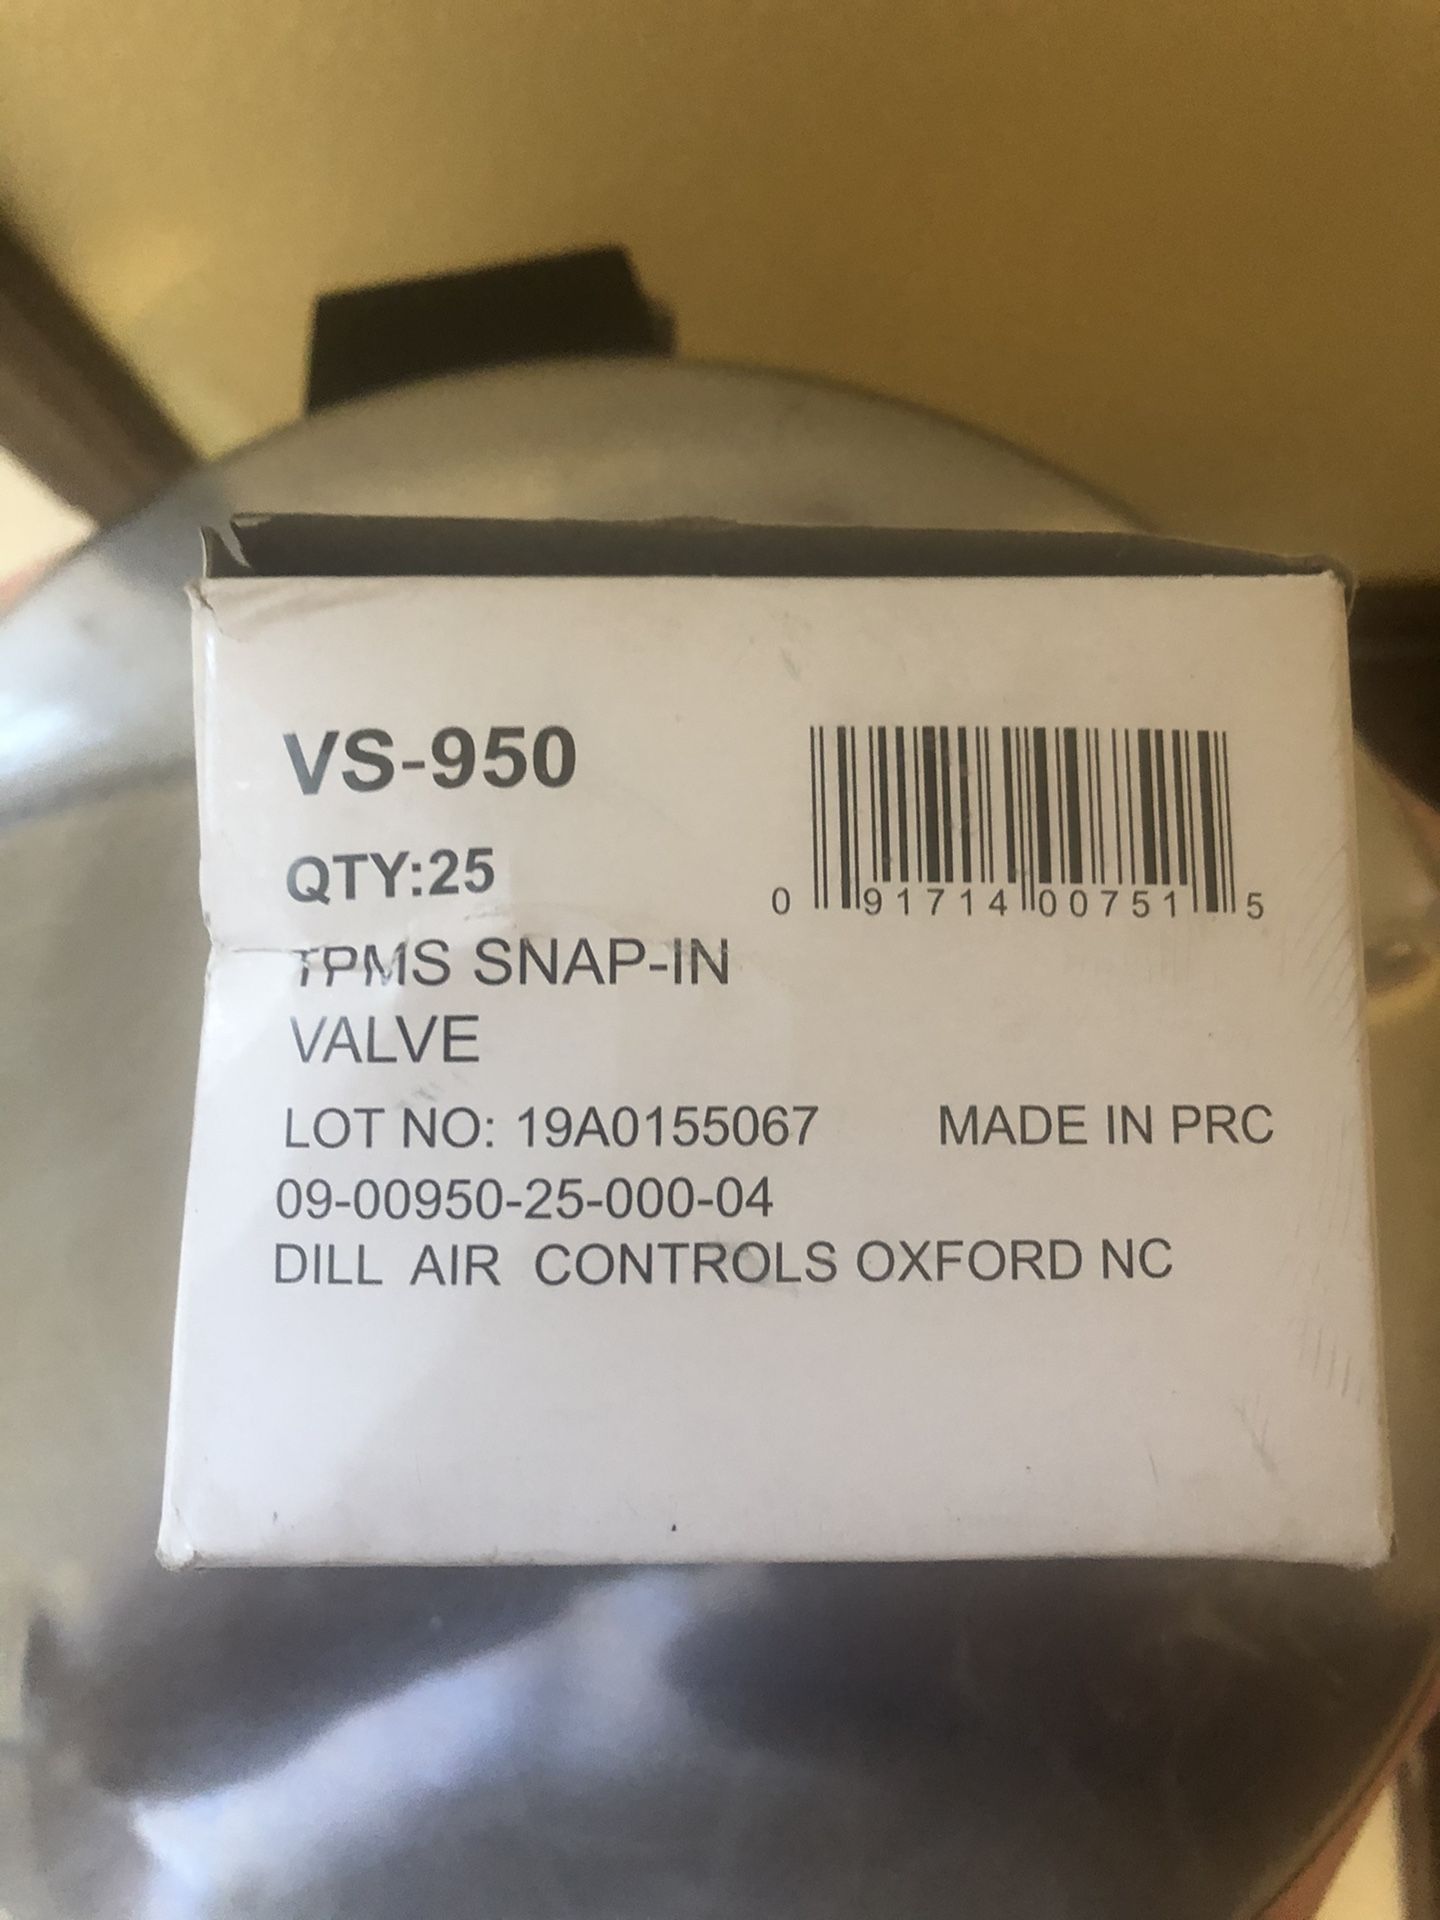 VS-950
QTY:25
0 91714 00751 5
TPMS SNAP-IN
VALVE
LOT NO: 19A0155067 MADE IN PRC
09-00950-25-000-04
DILL AIR CONTROLS OXFORD NC